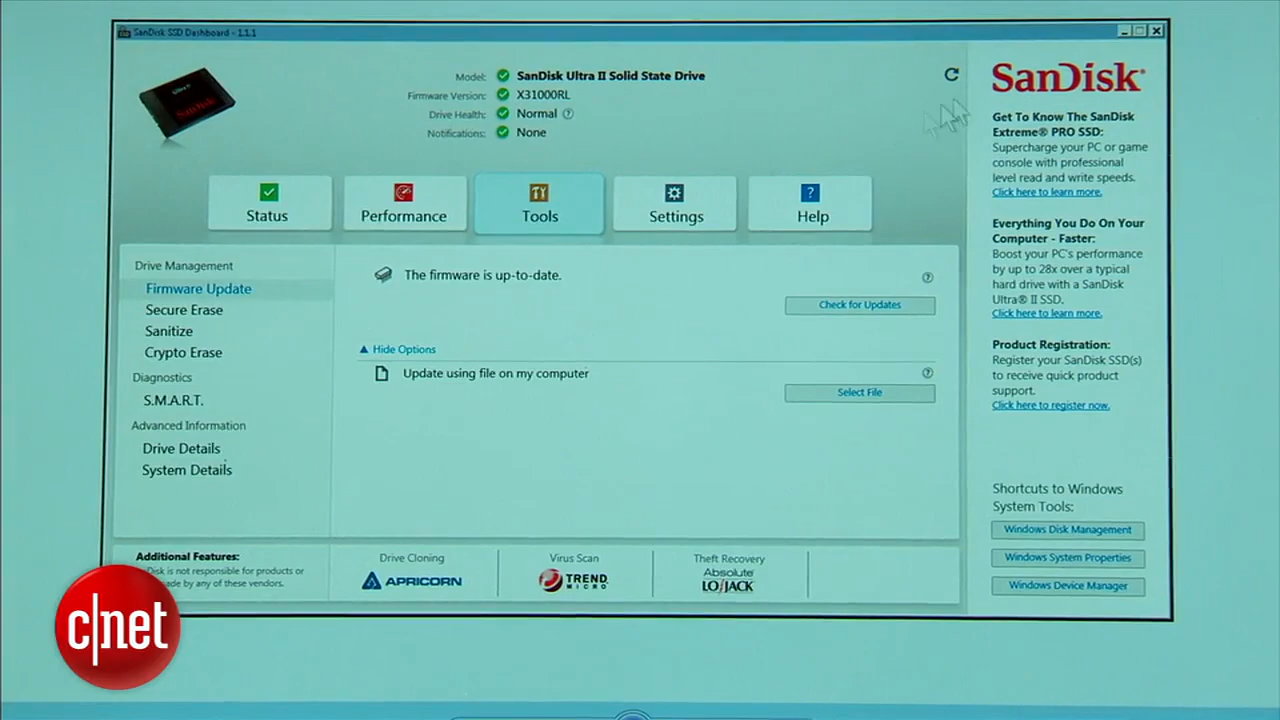 SanDisk SSD Dashboard - 1.1.1
Model: SanDisk Ultra II Solid State Drive
Firmware Version: X31000RL
Drive Health: Normal ?
Notifications: None
Ultra II
SanDisk
Status
Performance
Tools
Settings
? Help
Drive Management
Firmware Update
Secure Erase
Sanitize
Crypto Erase
Diagnostics
S.M.A.R.T.
Advanced Information
Drive Details
System Details
The firmware is up-to-date.
?
Check for Updates
Hide Options
Update using file on my computer
?
Select File
SanDisk®
Get To Know The SanDisk
Extreme® PRO SSD:
Supercharge your PC or game
console with professional
level read and write speeds.
Click here to learn more.
Everything You Do On Your
Computer - Faster:
Boost your PC's performance
by up to 28x over a typical
hard drive with a SanDisk
Ultra® II SSD.
Click here to learn more.
Product Registration:
Register your SanDisk SSD(s)
to receive quick product
support.
Click here to register now.
Shortcuts to Windows
System Tools:
Windows Disk Management
Windows System Properties
Windows Device Manager
Additional Features:
Disk is not responsible for products or
made by any of these vendors.
Drive Cloning
APRICORN
Virus Scan
TREND
MICRO
Theft Recovery
Absolute
LOJACK
c|net